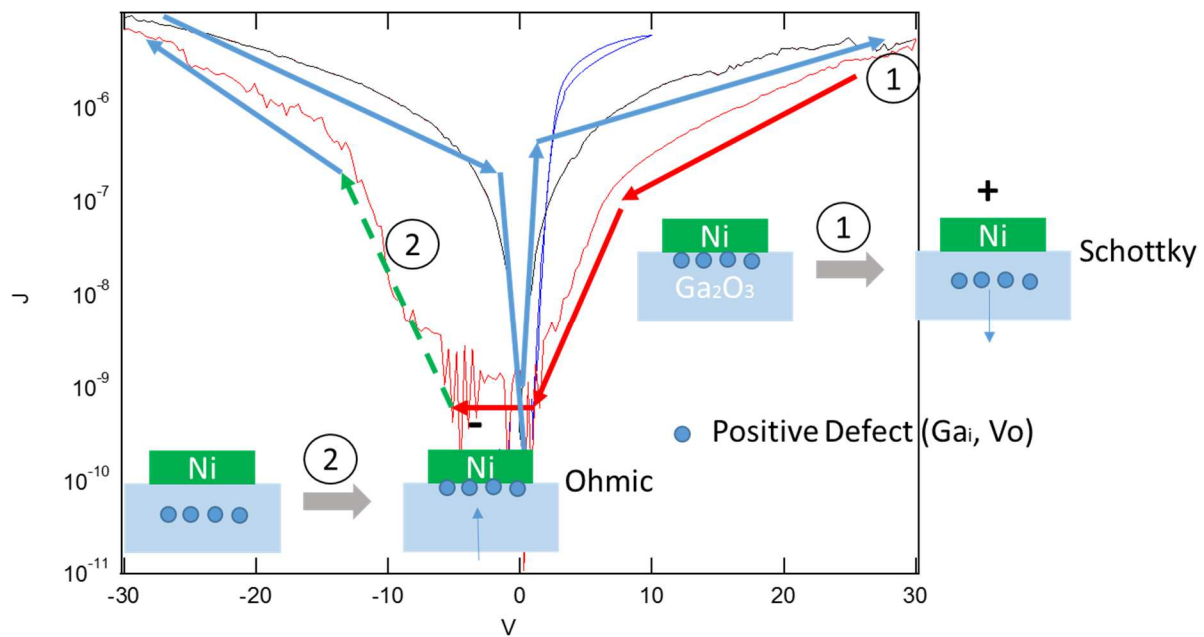 10⁻⁶
10⁻⁷
10⁻⁸
10⁻⁹
10⁻¹⁰
10⁻¹¹
J
-30
-20
-10
0
10
20
30
V
1
2
+
Ni
1
Ni
Schottky
Ga₂O₃
-
Positive Defect (Gaᵢ, Vo)
Ni
2
Ni
Ohmic